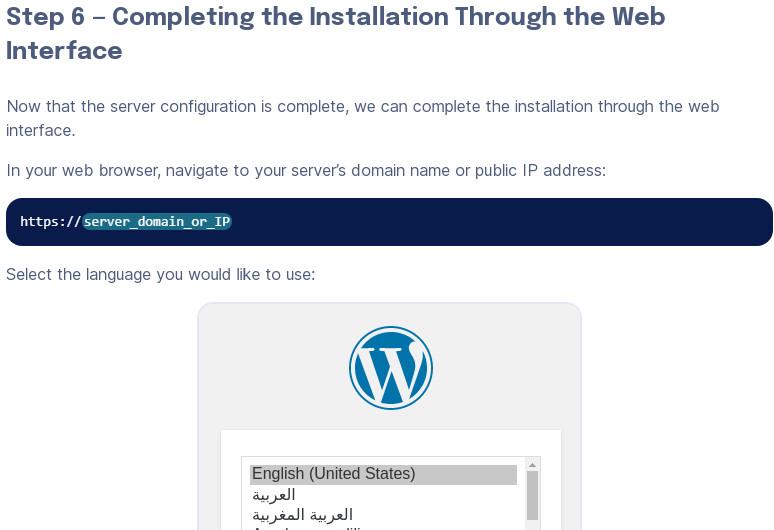 Step 6 – Completing the Installation Through the Web
Interface
Now that the server configuration is complete, we can complete the installation through the web
interface.
In your web browser, navigate to your server’s domain name or public IP address:
https://server_domain_or_IP
Select the language you would like to use:
English (United States)
العربية
العربية المغربية